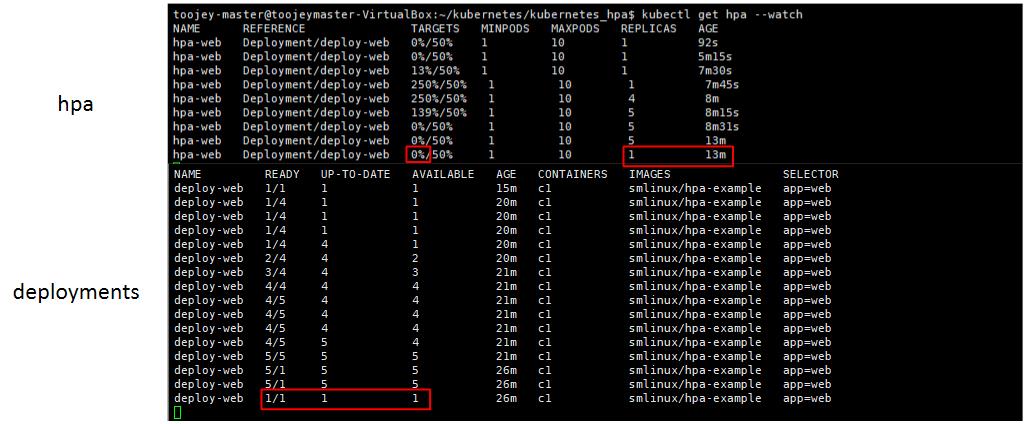 toojey-master@toojeymaster-VirtualBox:~/kubernetes/kubernetes_hpa$ kubectl get hpa --watch
NAME REFERENCE TARGETS MINPODS MAXPODS REPLICAS AGE
hpa-web Deployment/deploy-web 0%/50% 1 10 1 92s
hpa-web Deployment/deploy-web 0%/50% 1 10 1 5m15s
hpa-web Deployment/deploy-web 13%/50% 1 10 1 7m30s
hpa-web Deployment/deploy-web 250%/50% 1 10 1 7m45s
hpa
hpa-web Deployment/deploy-web 250%/50% 1 10 4 8m
hpa-web Deployment/deploy-web 139%/50% 1 10 5 8m15s
hpa-web Deployment/deploy-web 0%/50% 1 10 5 8m31s
hpa-web Deployment/deploy-web 0%/50% 1 10 5 13m
hpa-web Deployment/deploy-web 0%/50% 1 10 1 13m
NAME READY UP-TO-DATE AVAILABLE AGE CONTAINERS IMAGES SELECTOR
deploy-web 1/1 1 1 15m c1 smlinux/hpa-example app=web
deploy-web 1/4 1 1 20m c1 smlinux/hpa-example app=web
deploy-web 1/4 1 1 20m c1 smlinux/hpa-example app=web
deploy-web 1/4 1 1 20m c1 smlinux/hpa-example app=web
deploy-web 1/4 4 1 20m c1 smlinux/hpa-example app=web
deploy-web 2/4 4 2 20m c1 smlinux/hpa-example app=web
deploy-web 3/4 4 3 21m c1 smlinux/hpa-example app=web
deploy-web 4/4 4 4 21m c1 smlinux/hpa-example app=web
deployments
deploy-web 4/5 4 4 21m c1 smlinux/hpa-example app=web
deploy-web 4/5 4 4 21m c1 smlinux/hpa-example app=web
deploy-web 4/5 4 4 21m c1 smlinux/hpa-example app=web
deploy-web 4/5 5 4 21m c1 smlinux/hpa-example app=web
deploy-web 5/5 5 5 21m c1 smlinux/hpa-example app=web
deploy-web 5/1 5 5 26m c1 smlinux/hpa-example app=web
deploy-web 5/1 5 5 26m c1 smlinux/hpa-example app=web
deploy-web 1/1 1 1 26m c1 smlinux/hpa-example app=web